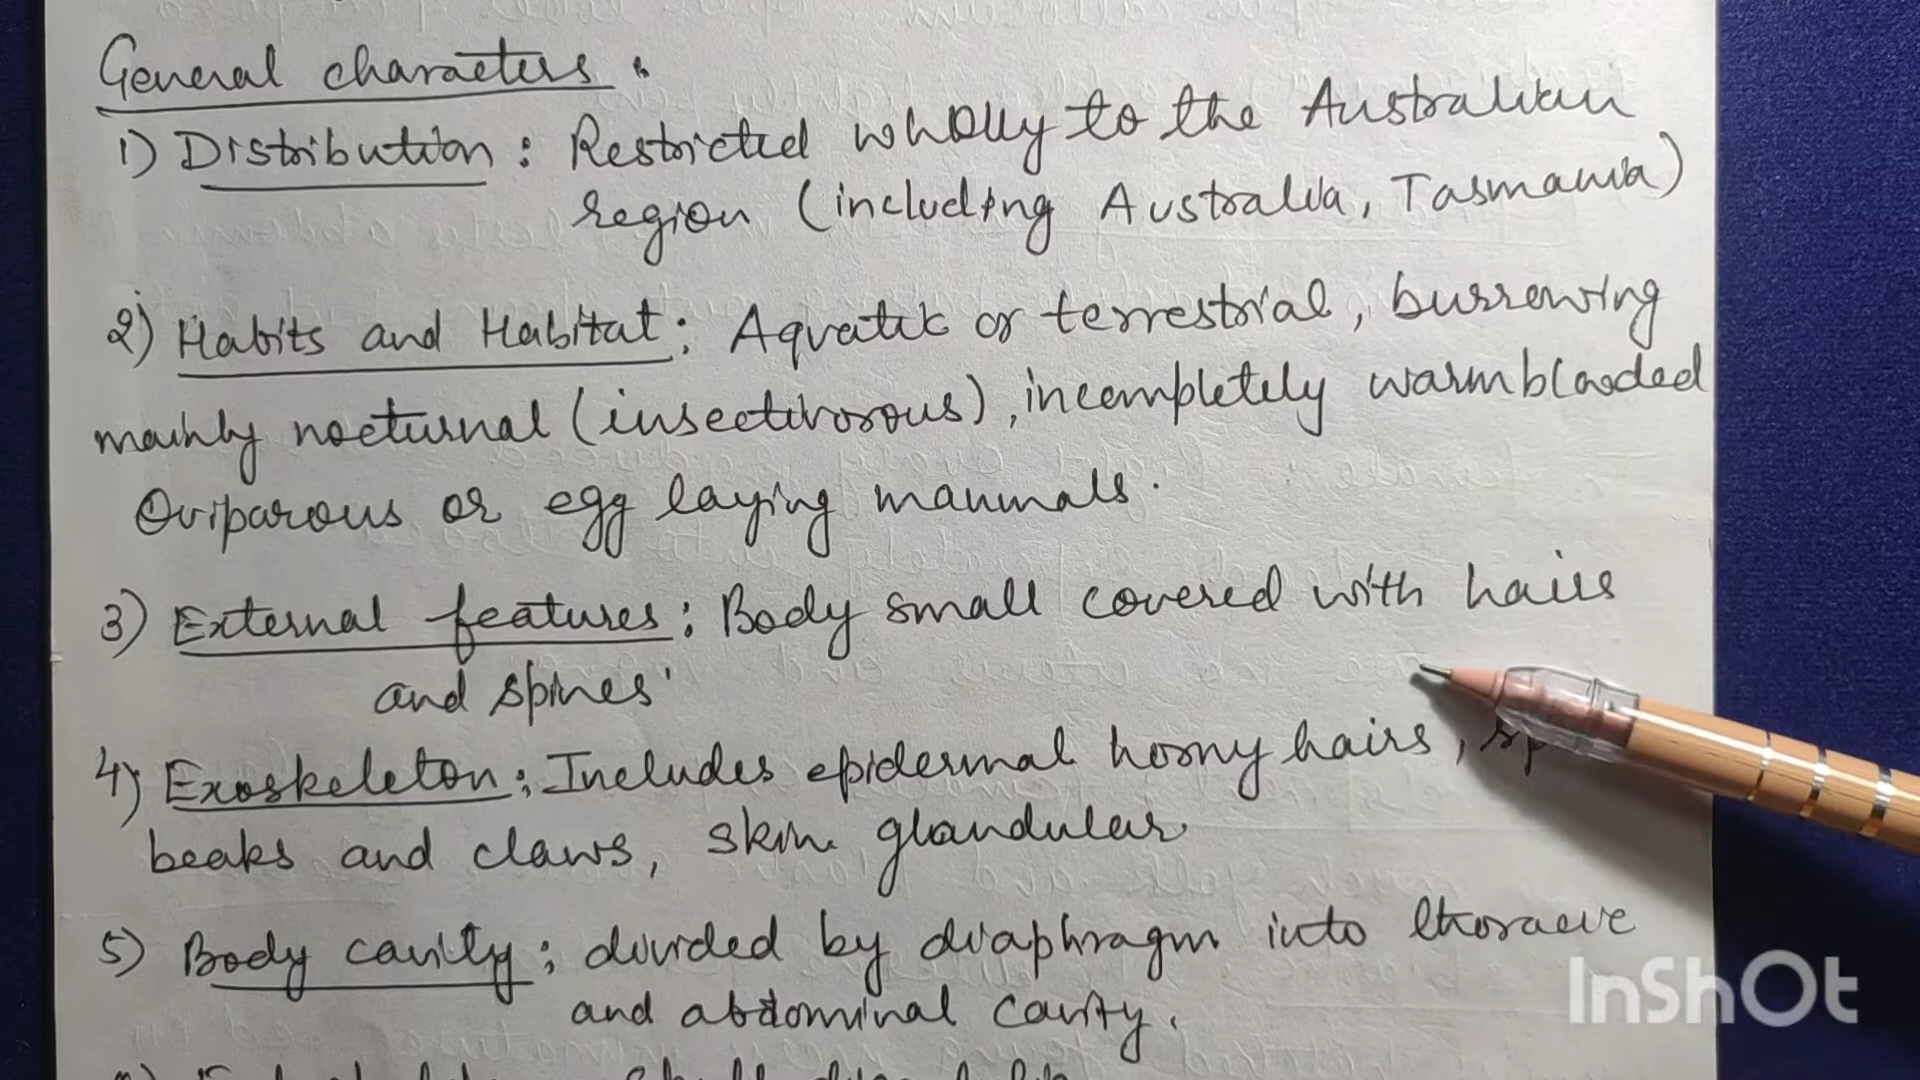 General characters :
1) Distribution : Restricted wholly to the Australian
region (including Australia, Tasmania)
2) Habits and Habitat : Aquatic or terrestrial, burrowing
mainly nocturnal (insectivorous), incompletely warmblooded
Oviparous or egg laying mammals.
3) External features : Body small covered with hairs
and spines
4) Exoskeleton : Includes epidermal horny hairs, sp
beaks and claws, skin glandular
5) Body cavity : divided by diaphragm into thoracic
and abdominal cavity.
InShOt